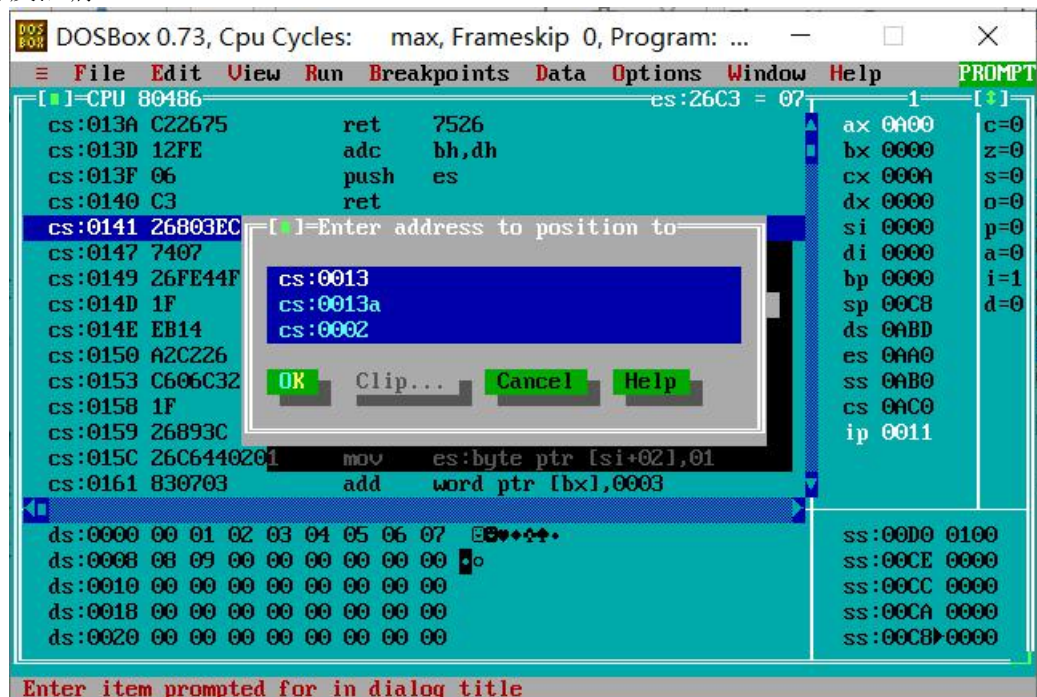 DOSBox 0.73, Cpu Cycles: max, Frameskip 0, Program: ...
≡ File Edit View Run Breakpoints Data Options Window Help PROMPT
[■]=CPU 80486 es:26C3 = 07 1 [↕]
cs:013A C22675 ret 7526
cs:013D 12FE adc bh,dh
cs:013F 06 push es
cs:0140 C3 ret
cs:0141 26803EC
cs:0147 7407
cs:0149 26FE44F
cs:014D 1F
cs:014E EB14
cs:0150 A2C226
cs:0153 C606C32
cs:0158 1F
cs:0159 26893C
cs:015C 26C6440201 mov es:byte ptr [si+02],01
cs:0161 830703 add word ptr [bx],0003
[■]=Enter address to position to
cs:0013
cs:0013a
cs:0002
OK Clip... Cancel Help
ax 0A00 c=0
bx 0000 z=0
cx 000A s=0
dx 0000 o=0
si 0000 p=0
di 0000 a=0
bp 0000 i=1
sp 00C8 d=0
ds 0ABD
es 0AA0
ss 0AB0
cs 0AC0
ip 0011
ds:0000 00 01 02 03 04 05 06 07 ☺☻♥♦♣♠•
ds:0008 08 09 00 00 00 00 00 00 ◘○
ds:0010 00 00 00 00 00 00 00 00
ds:0018 00 00 00 00 00 00 00 00
ds:0020 00 00 00 00 00 00 00 00
ss:00D0 0100
ss:00CE 0000
ss:00CC 0000
ss:00CA 0000
ss:00C8►0000
Enter item prompted for in dialog title